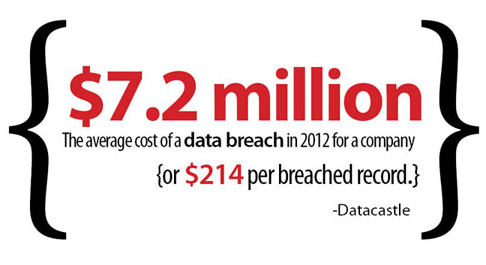 $7.2 million
The average cost of a data breach in 2012 for a company
{or $214 per breached record.}
-Datacastle